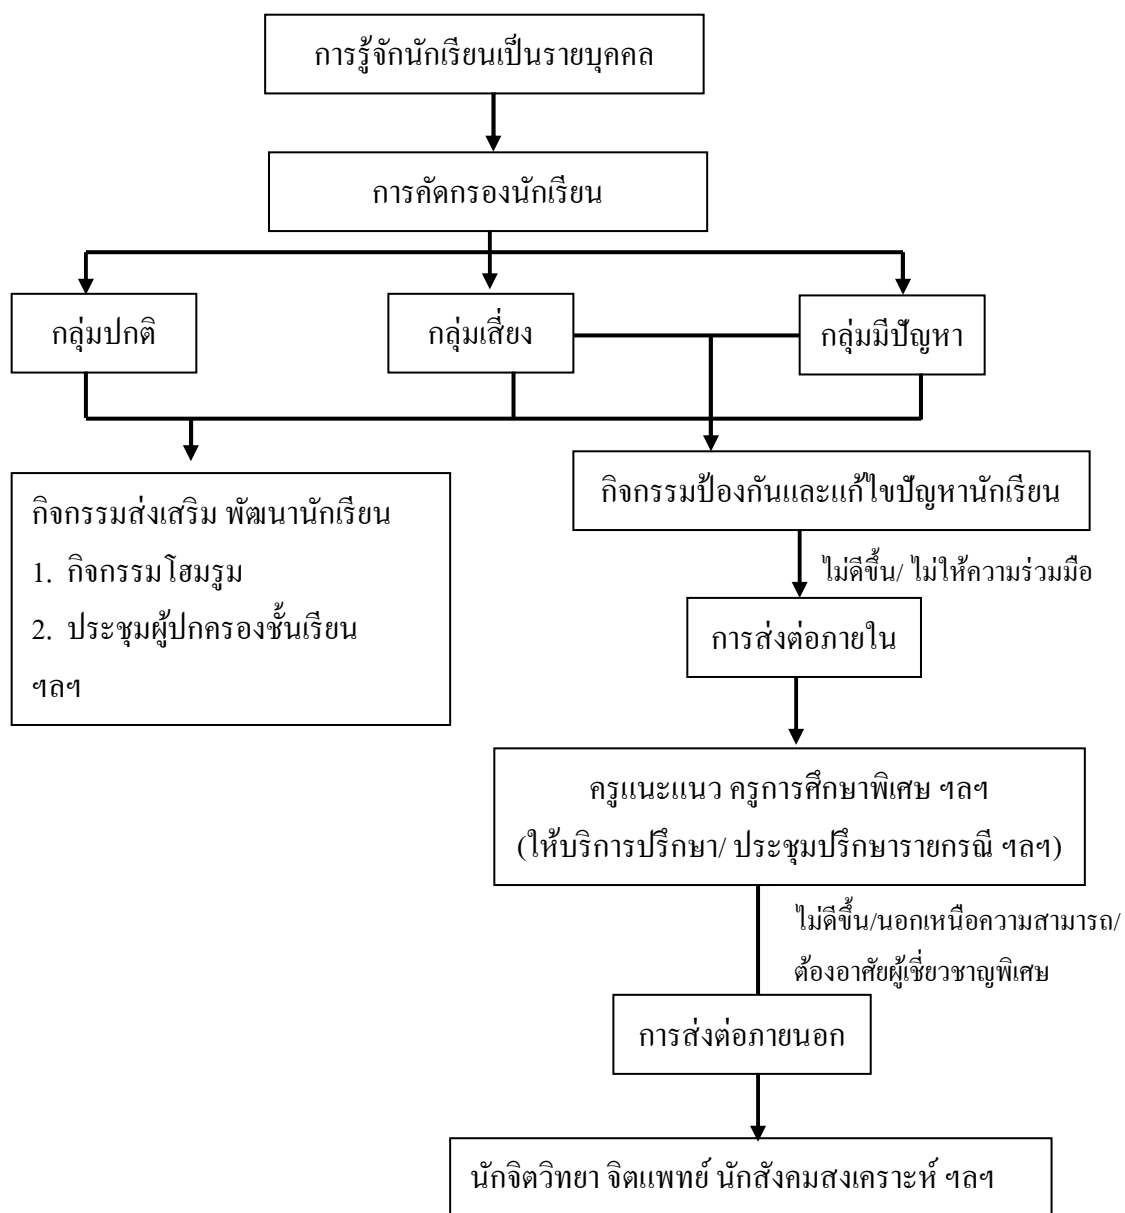 การรู้จักนักเรียนเป็นรายบุคคล
การคัดกรองนักเรียน
กลุ่มปกติ
กลุ่มเสี่ยง
กลุ่มมีปัญหา
กิจกรรมส่งเสริม พัฒนานักเรียน
1. กิจกรรมโฮมรูม
2. ประชุมผู้ปกครองชั้นเรียน
ฯลฯ
กิจกรรมป้องกันและแก้ไขปัญหานักเรียน
ไม่ดีขึ้น/ ไม่ให้ความร่วมมือ
การส่งต่อภายใน
ครูแนะแนว ครูการศึกษาพิเศษ ฯลฯ
(ให้บริการปรึกษา/ ประชุมปรึกษารายกรณี ฯลฯ)
ไม่ดีขึ้น/นอกเหนือความสามารถ/
ต้องอาศัยผู้เชี่ยวชาญพิเศษ
การส่งต่อภายนอก
นักจิตวิทยา จิตแพทย์ นักสังคมสงเคราะห์ ฯลฯ